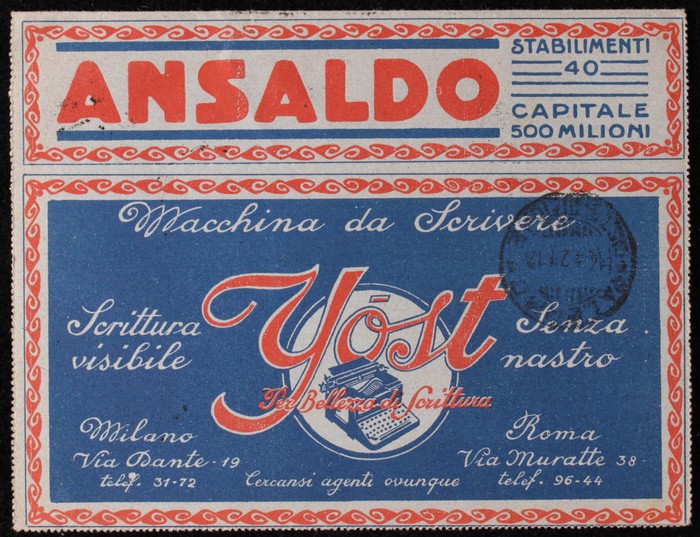 ANSALDO
STABILIMENTI
40
CAPITALE
500 MILIONI
Macchina da Scrivere
Yóst
Scrittura
visibile
Senza
nastro
Per Bellezza di Scrittura
Milano
Via Dante - 19
telef. 31-72
Roma
Via Muratte 38
telef. 96-44
Cercansi agenti ovunque